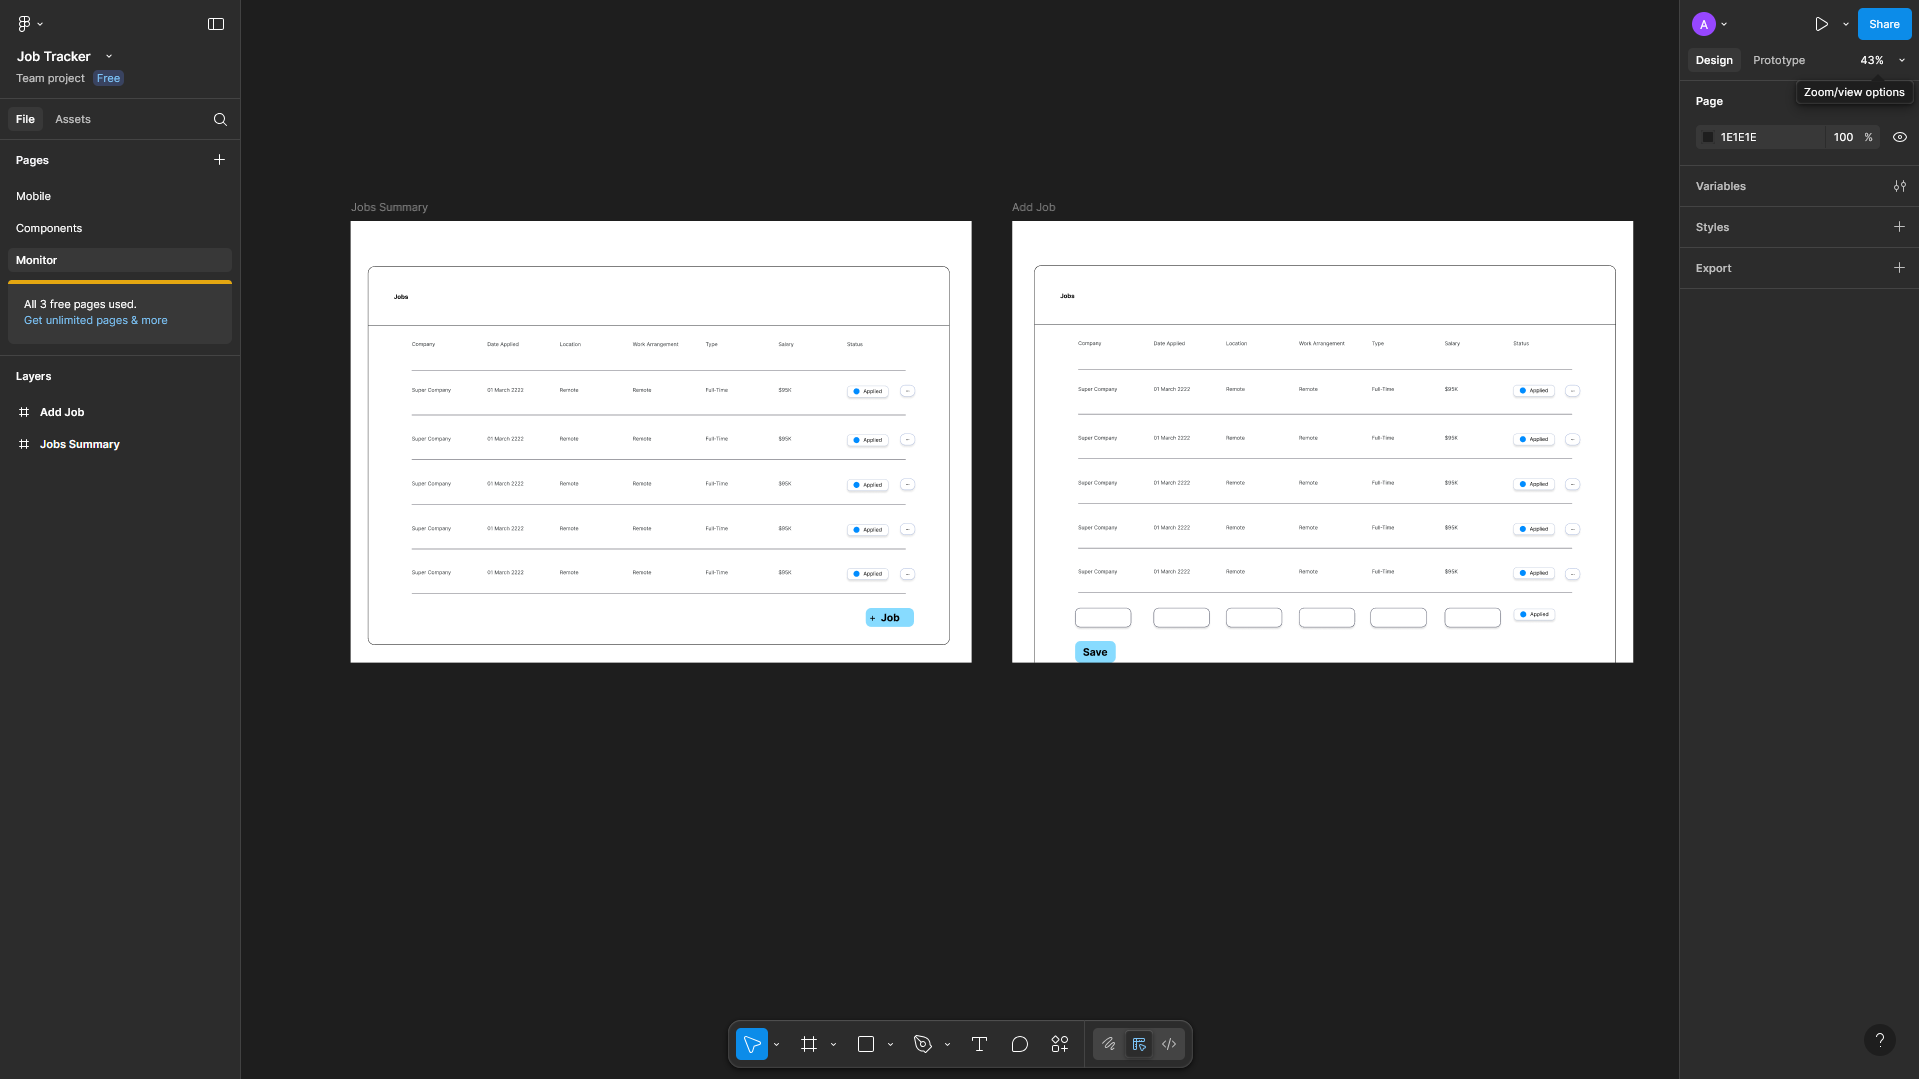 Job Tracker
Team project Free
File Assets
Pages
Mobile
Components
Monitor
All 3 free pages used.
Get unlimited pages & more
Layers
Add Job
Jobs Summary
Jobs Summary
Jobs
Company Date Applied Location Work Arrangement Type Salary Status
Super Company 01 March 2222 Remote Remote Full-Time $95K Applied
Super Company 01 March 2222 Remote Remote Full-Time $95K Applied
Super Company 01 March 2222 Remote Remote Full-Time $95K Applied
Super Company 01 March 2222 Remote Remote Full-Time $95K Applied
Super Company 01 March 2222 Remote Remote Full-Time $95K Applied
+ Job
Add Job
Jobs
Company Date Applied Location Work Arrangement Type Salary Status
Super Company 01 March 2222 Remote Remote Full-Time $95K Applied
Super Company 01 March 2222 Remote Remote Full-Time $95K Applied
Super Company 01 March 2222 Remote Remote Full-Time $95K Applied
Super Company 01 March 2222 Remote Remote Full-Time $95K Applied
Super Company 01 March 2222 Remote Remote Full-Time $95K Applied
Applied
Save
A
Share
Design Prototype 43%
Zoom/view options
Page
1E1E1E 100 %
Variables
Styles
Export
?